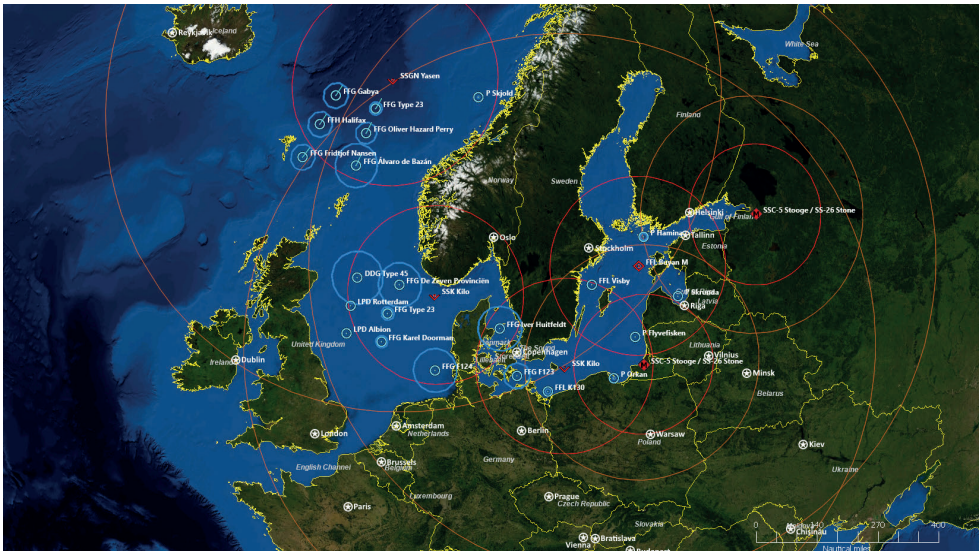 Reykjavik
Iceland
White Sea
SSGN Yasen
FFG Gabya
P Skjold
FFG Type 23
FFH Halifax
FFG Oliver Hazard Perry
Finland
FFG Fridtjof Nansen
FFG Álvaro de Bazán
Norway
Sweden
Helsinki
SSC-5 Stooge / SS-26 Stone
Gulf of Finland
Oslo
P Hamina
Tallinn
Stockholm
Estonia
FFL Buyan M
DDG Type 45
FFG De Zeven Provinciën
FFL Visby
SSK Kilo
P Skrunda
Latvia
LPD Rotterdam
Riga
FFG Type 23
FFG Iver Huitfeldt
LPD Albion
P Flyvefisken
United Kingdom
FFG Karel Doorman
Lithuania
Copenhagen
Vilnius
Dublin
Ireland
SSC-5 Stooge / SS-26 Stone
SSK Kilo
FFG F124
FFG F123
P Orkan
Minsk
FFL K130
Belarus
Amsterdam
Netherlands
London
Berlin
Warsaw
Poland
Kiev
Germany
Brussels
Belgium
English Channel
Ukraine
Luxembourg
Prague
Czech Republic
Paris
Slovakia
0 140 270 400
Moldova
Chisinau
Vienna
Bratislava
Nautical miles
Budapest